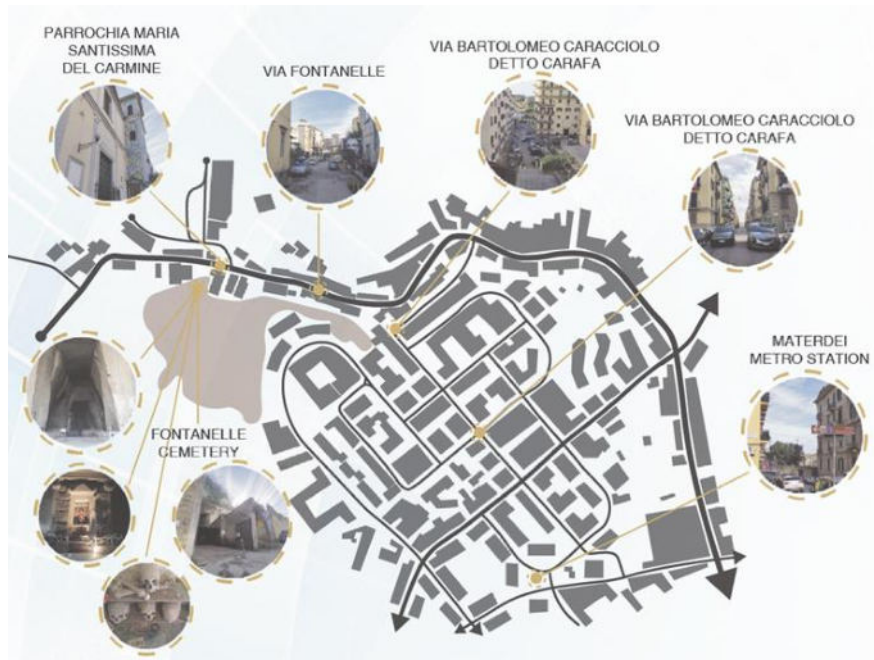 PARROCHIA MARIA
SANTISSIMA
DEL CARMINE
VIA FONTANELLE
VIA BARTOLOMEO CARACCIOLO
DETTO CARAFA
VIA BARTOLOMEO CARACCIOLO
DETTO CARAFA
MATERDEI
METRO STATION
FONTANELLE
CEMETERY